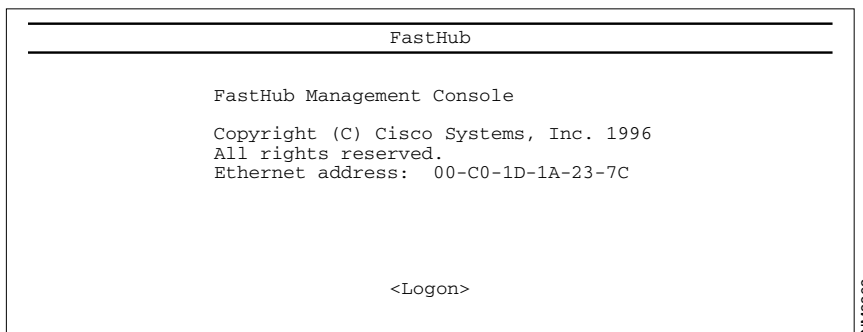 FastHub
FastHub Management Console
Copyright (C) Cisco Systems, Inc. 1996
All rights reserved.
Ethernet address: 00-C0-1D-1A-23-7C
<Logon>